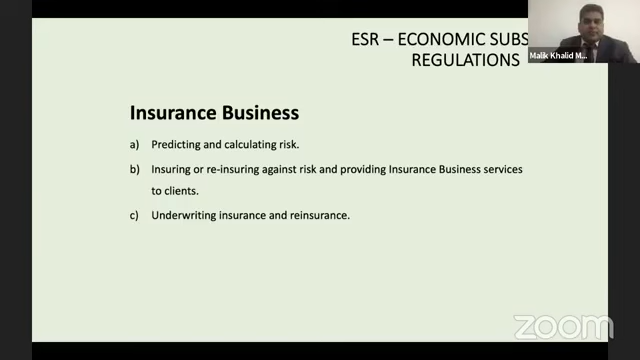 ESR – ECONOMIC SUBS
REGULATIONS
Malik Khalid M...
Insurance Business
a) Predicting and calculating risk.
b) Insuring or re-insuring against risk and providing Insurance Business services
to clients.
c) Underwriting insurance and reinsurance.
zoom